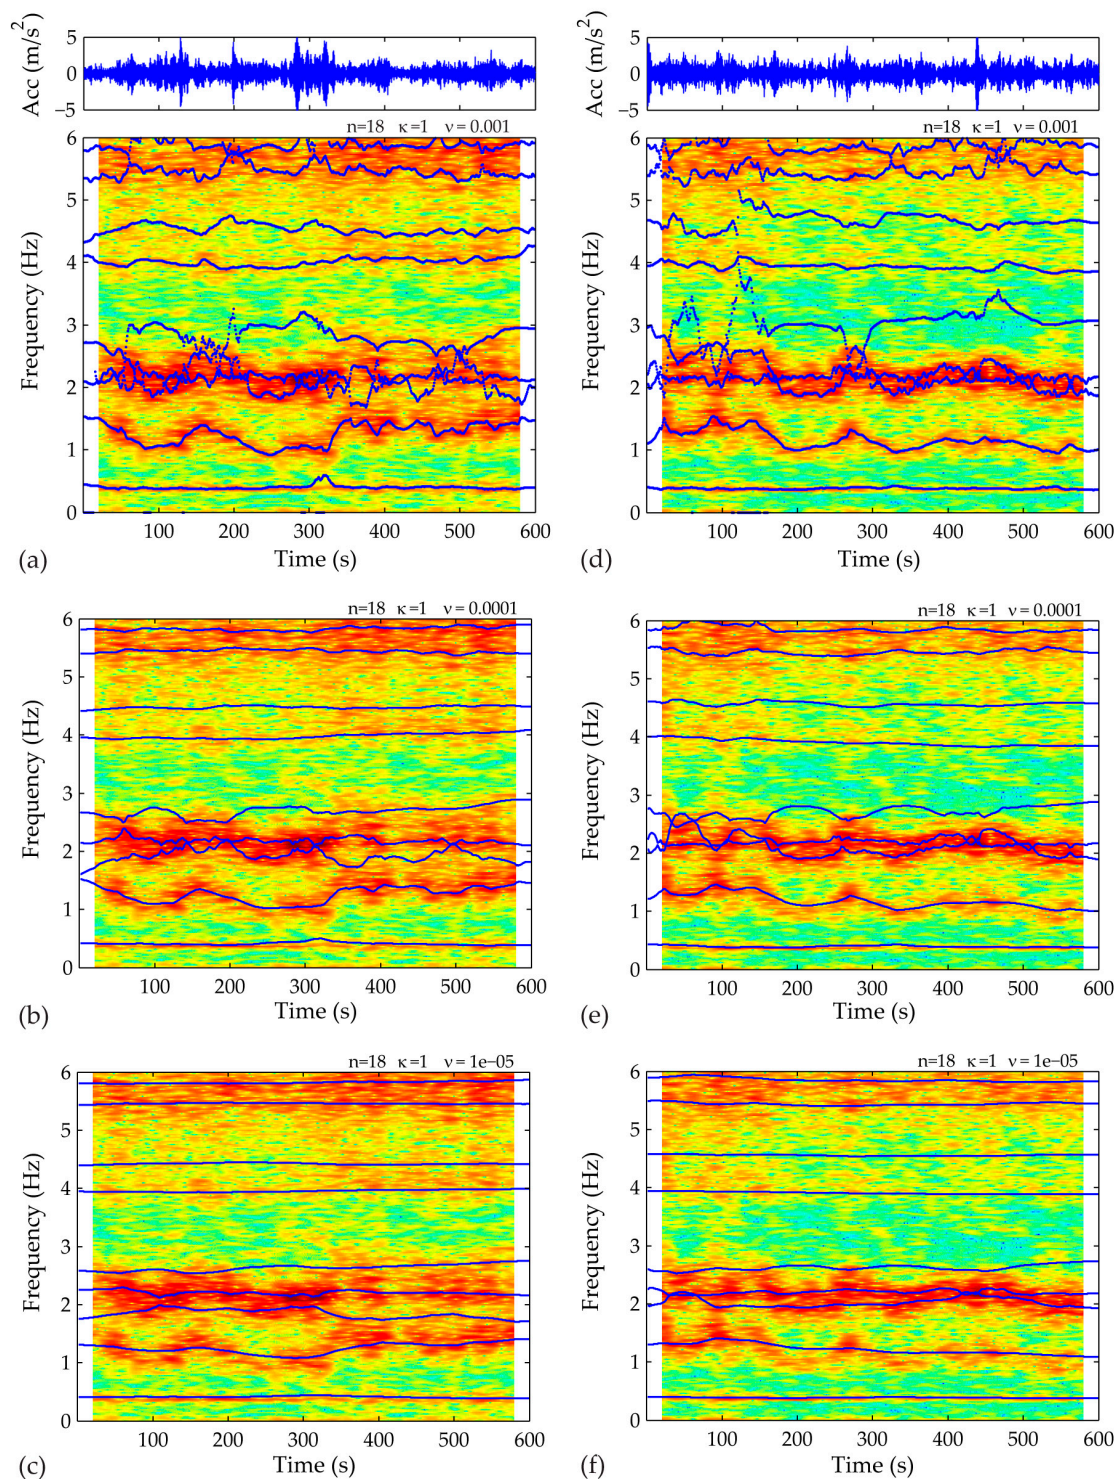 Acc (m/s²)
5
0
−5
n=18 κ=1 ν = 0.001
Frequency (Hz)
6
5
4
3
2
1
0
100 200 300 400 500 600
Time (s)
(a)
n=18 κ=1 ν = 0.0001
Frequency (Hz)
6
5
4
3
2
1
0
100 200 300 400 500 600
Time (s)
(b)
n=18 κ=1 ν = 1e−05
Frequency (Hz)
6
5
4
3
2
1
0
100 200 300 400 500 600
Time (s)
(c)
Acc (m/s²)
5
0
−5
n=18 κ=1 ν = 0.001
Frequency (Hz)
6
5
4
3
2
1
0
100 200 300 400 500 600
Time (s)
(d)
n=18 κ=1 ν = 0.0001
Frequency (Hz)
6
5
4
3
2
1
0
100 200 300 400 500 600
Time (s)
(e)
n=18 κ=1 ν = 1e−05
Frequency (Hz)
6
5
4
3
2
1
0
100 200 300 400 500 600
Time (s)
(f)